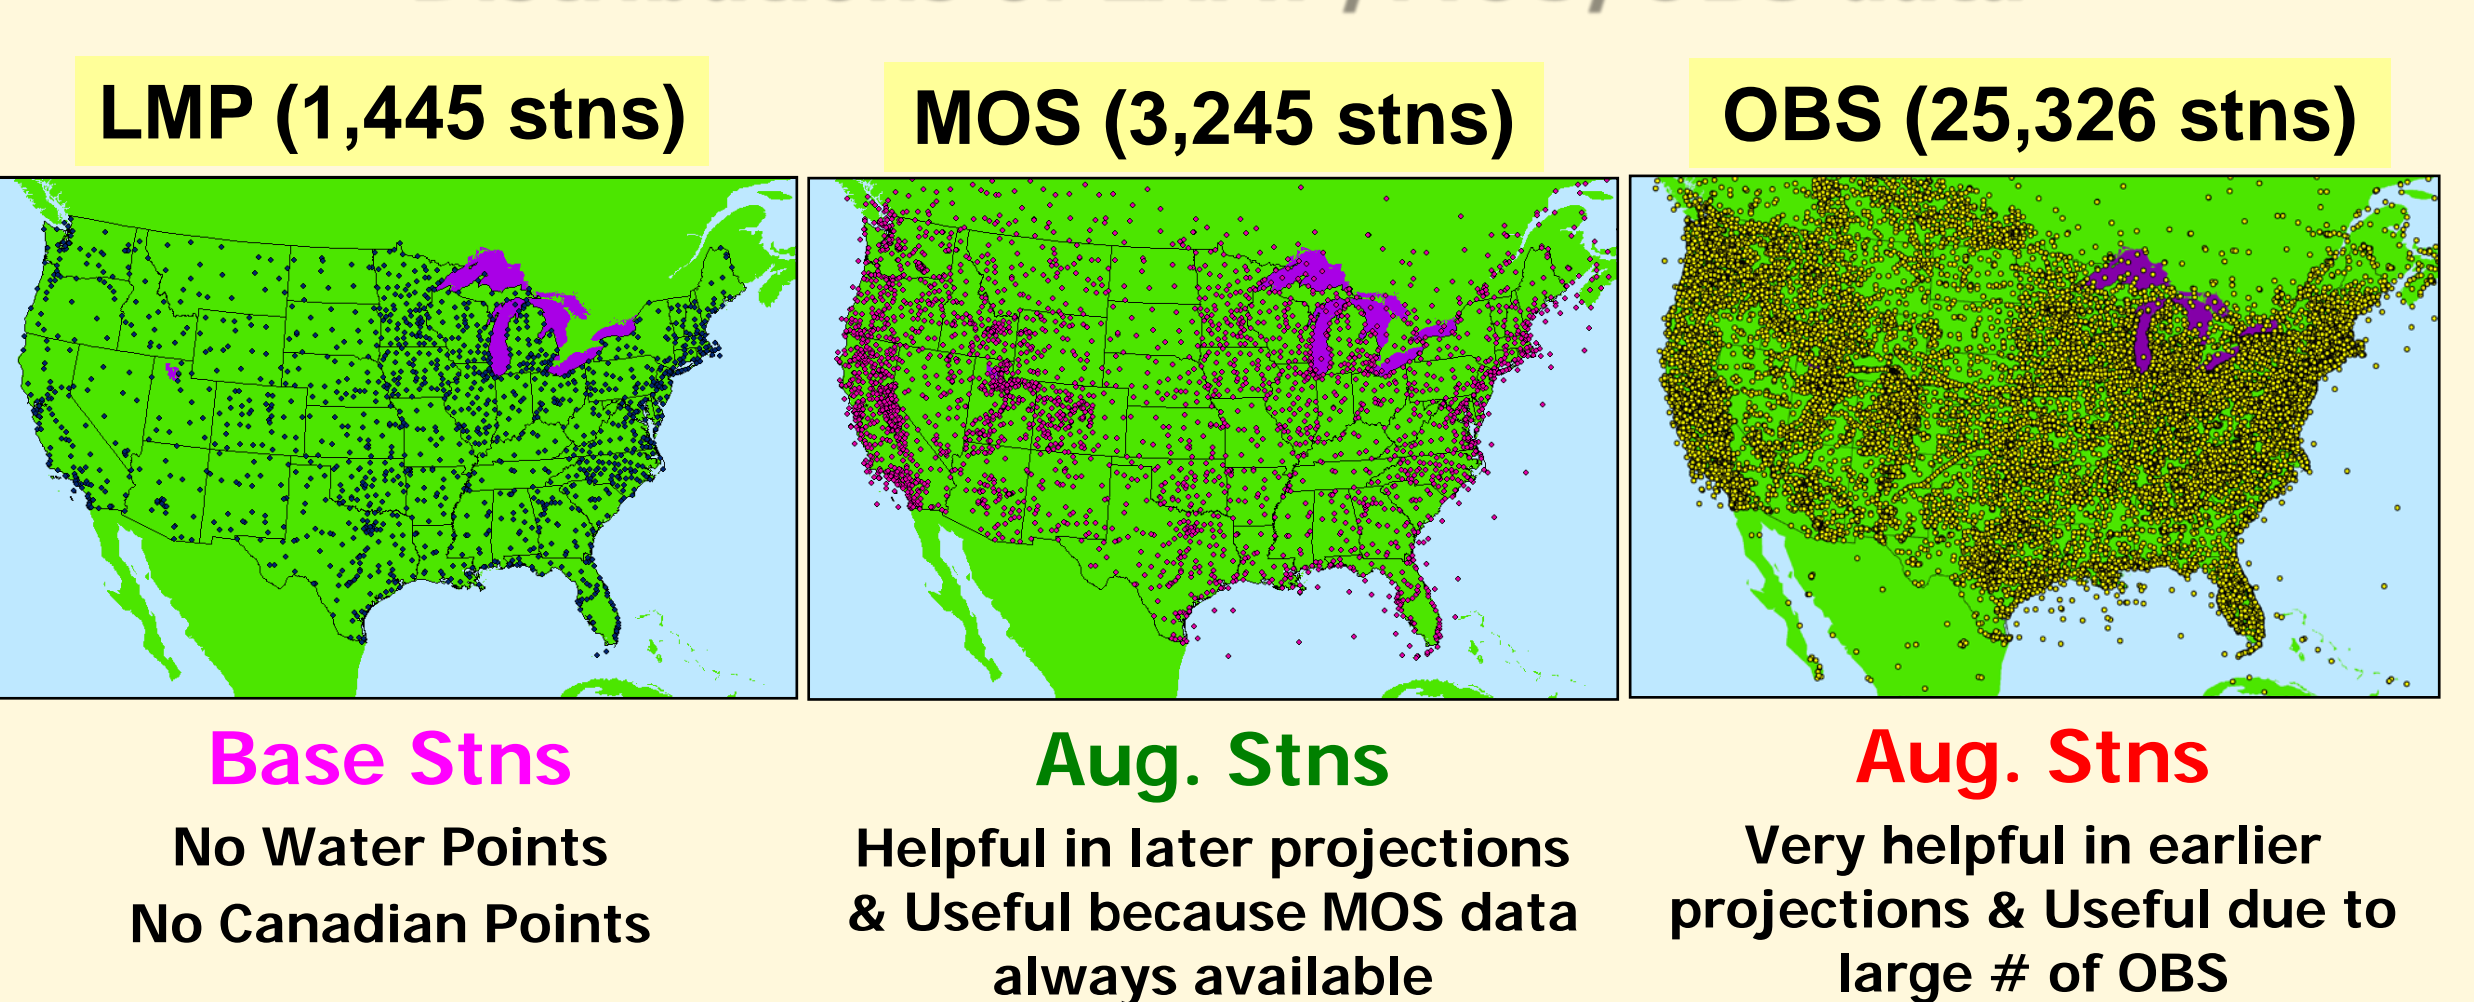 LMP (1,445 stns)
MOS (3,245 stns)
OBS (25,326 stns)
Base Stns
No Water Points
No Canadian Points
Aug. Stns
Helpful in later projections
& Useful because MOS data
always available
Aug. Stns
Very helpful in earlier
projections & Useful due to
large # of OBS